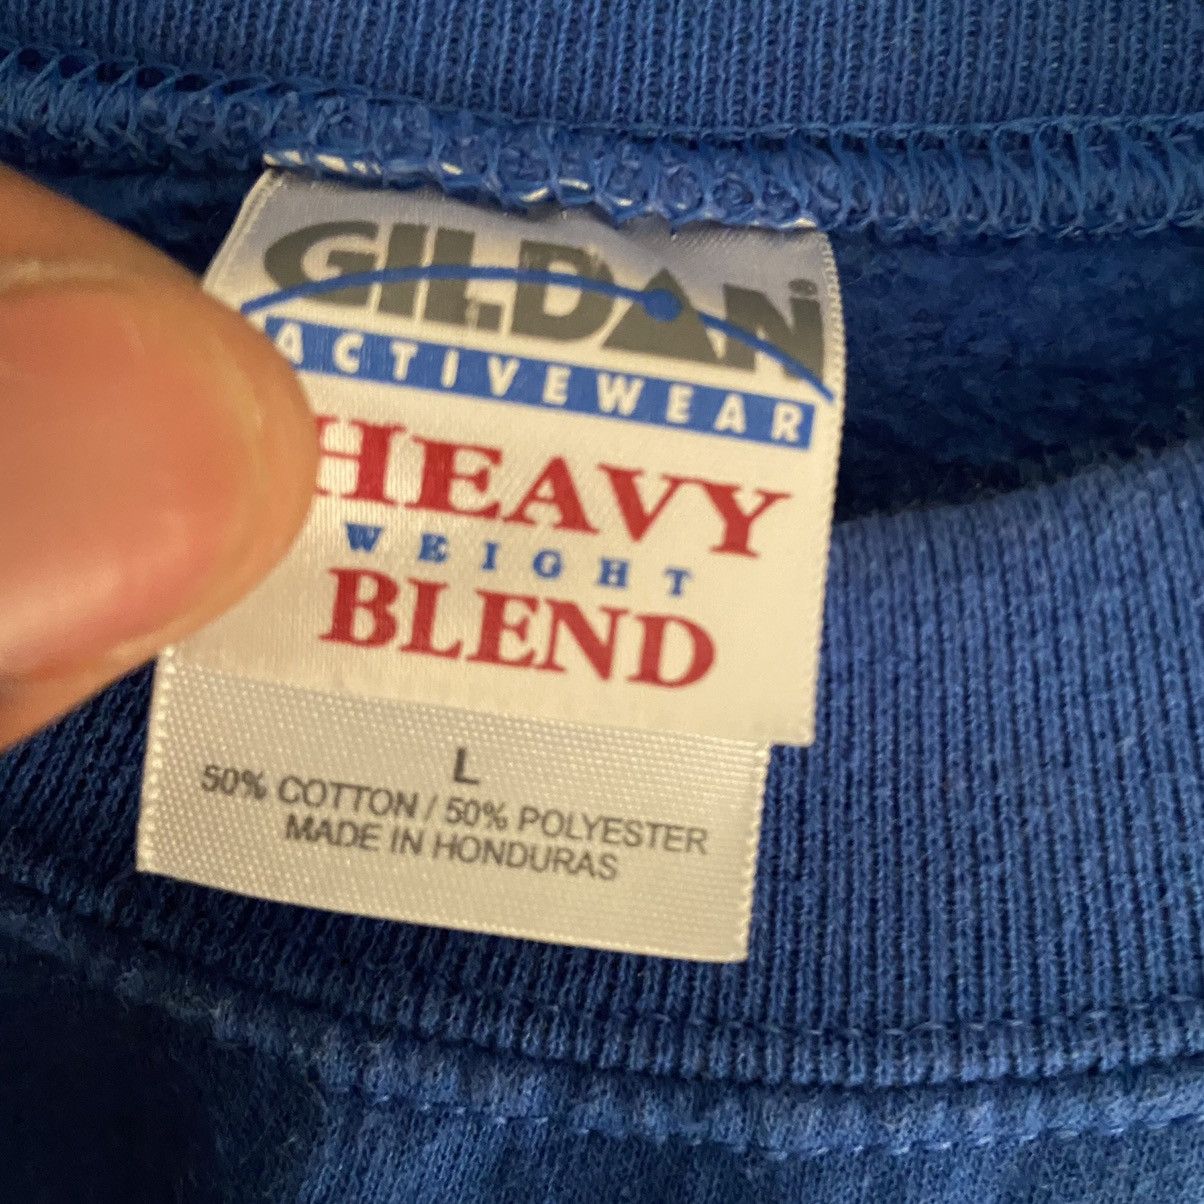 GILDAN
ACTIVEWEAR
HEAVY
WEIGHT
BLEND
L
50% COTTON / 50% POLYESTER
MADE IN HONDURAS